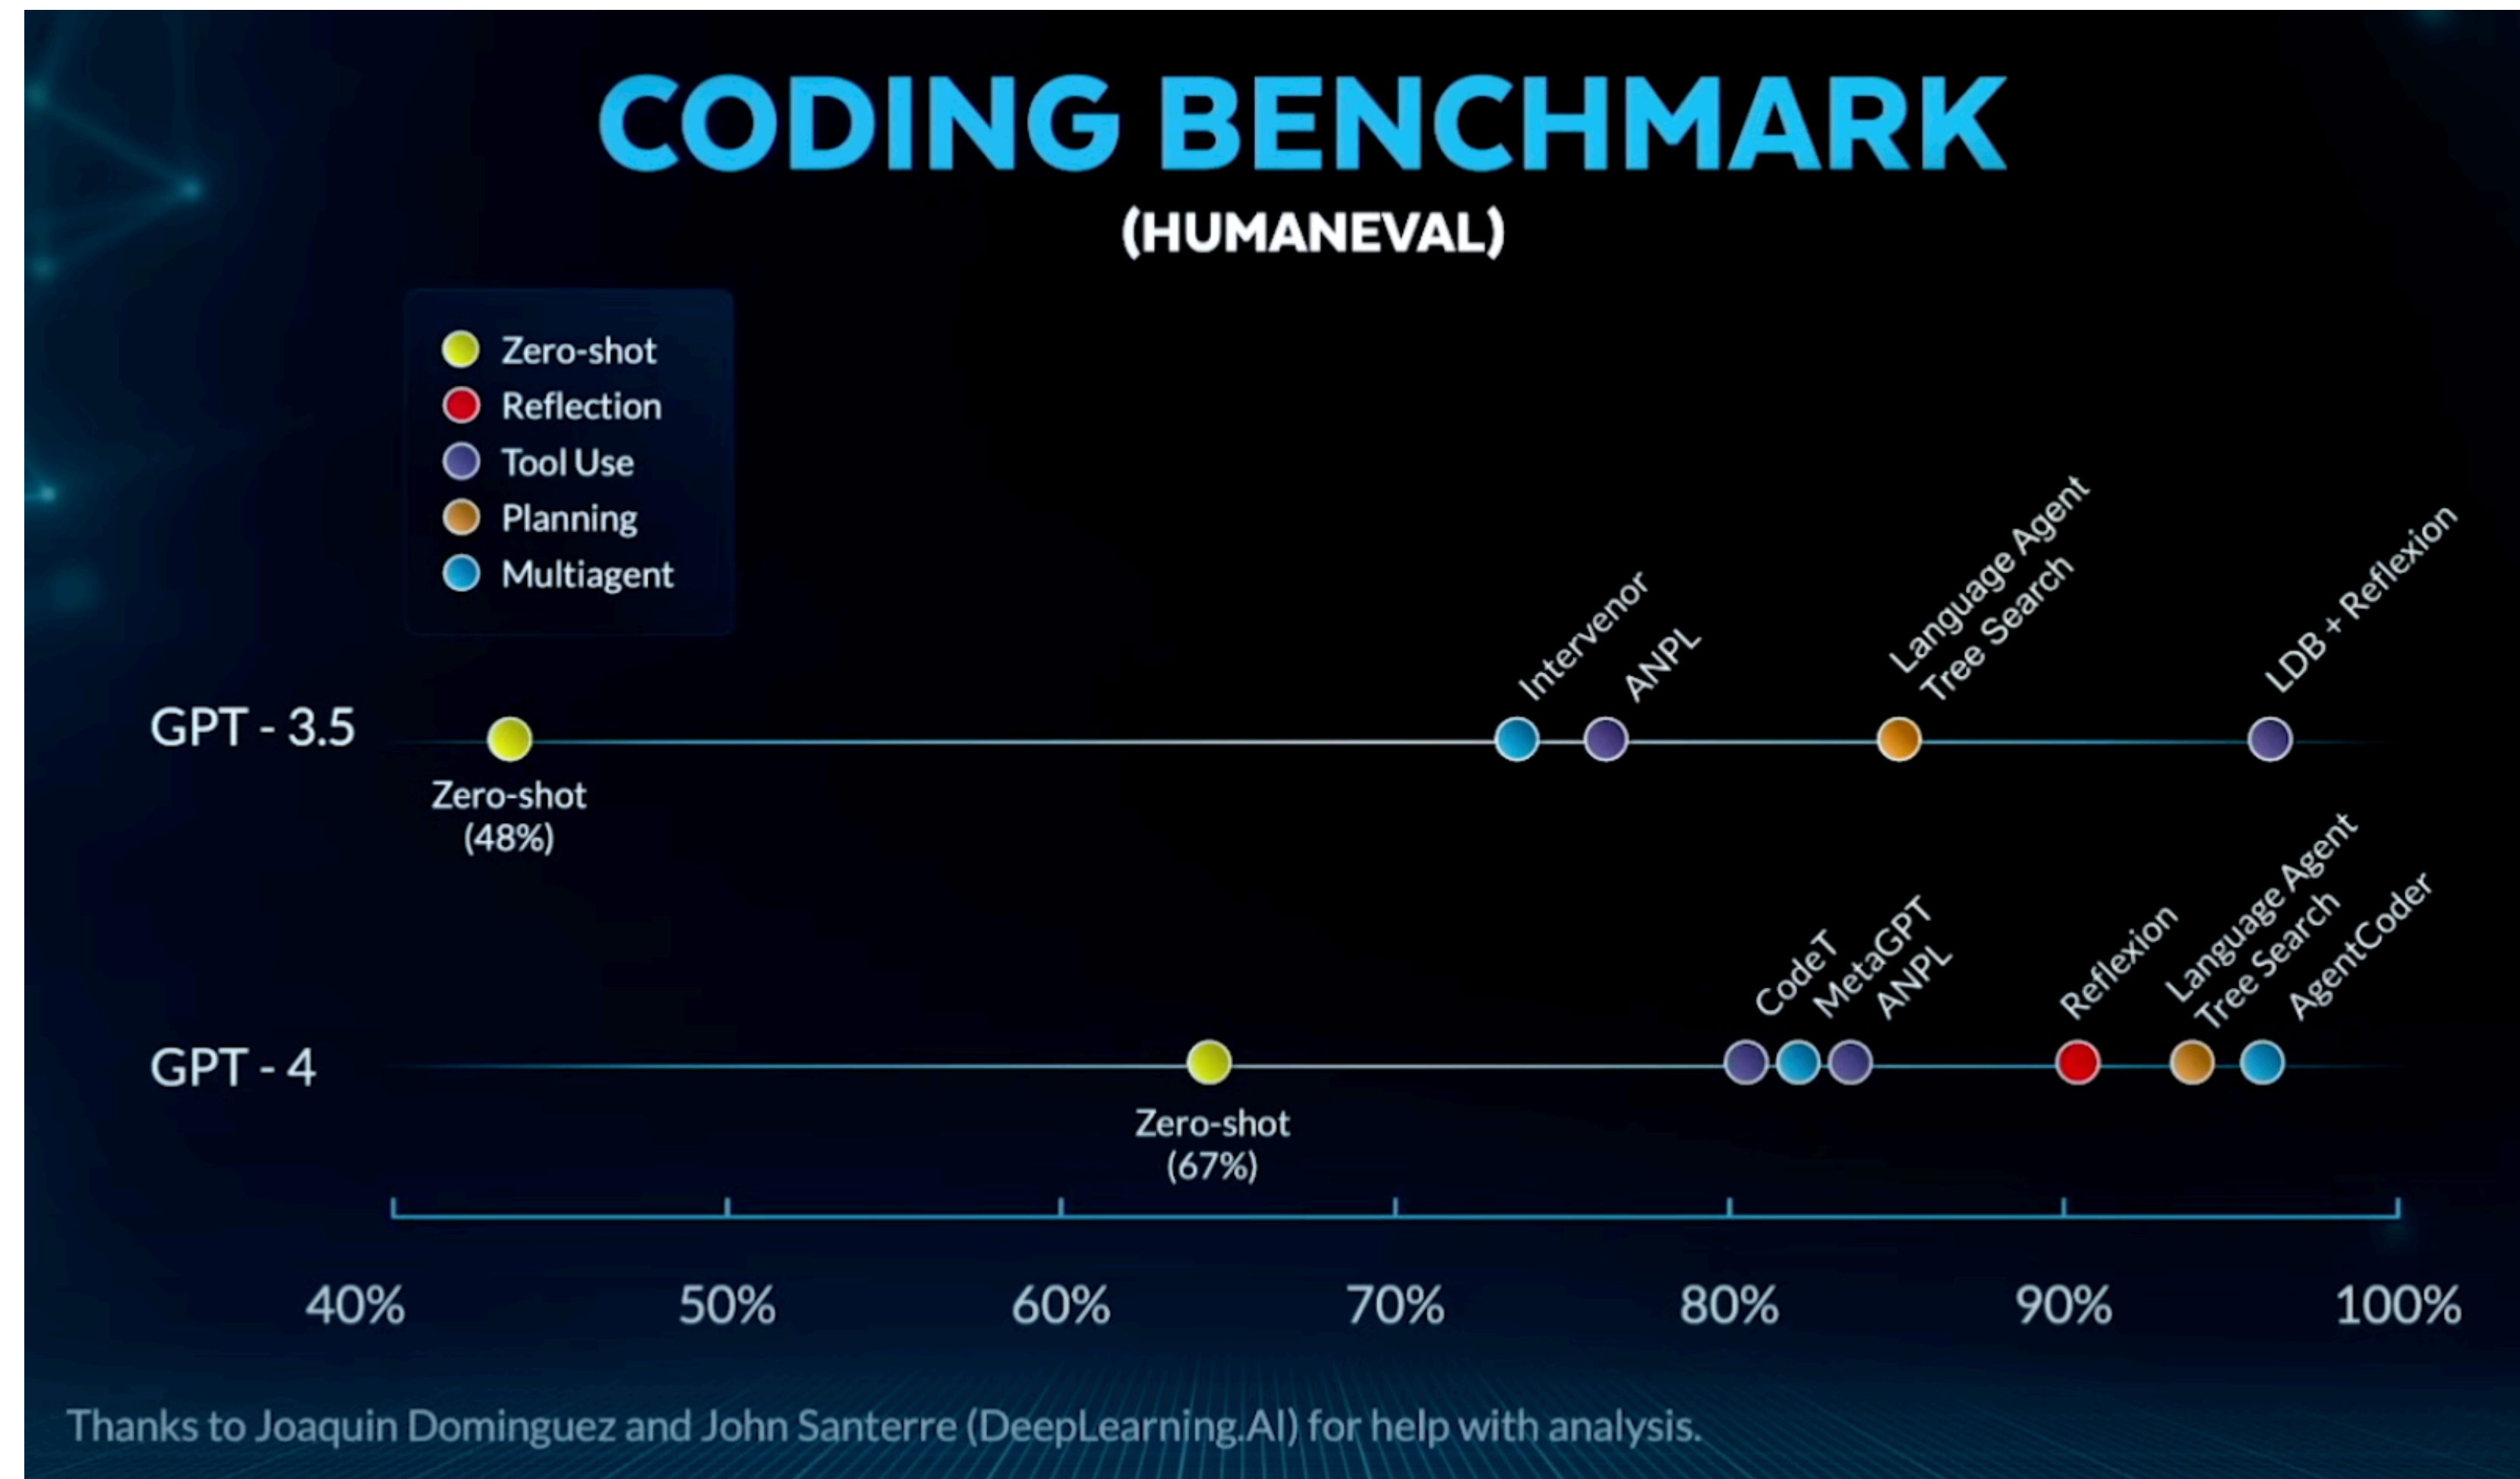 CODING BENCHMARK
(HUMANEVAL)
Zero-shot
Reflection
Tool Use
Planning
Multiagent
GPT - 3.5
Zero-shot
(48%)
Intervenor
ANPL
Language Agent
Tree Search
LDB + Reflexion
GPT - 4
Zero-shot
(67%)
CodeT
MetaGPT
ANPL
Reflexion
Language Agent
Tree Search
AgentCoder
40%
50%
60%
70%
80%
90%
100%
Thanks to Joaquin Dominguez and John Santerre (DeepLearning.AI) for help with analysis.